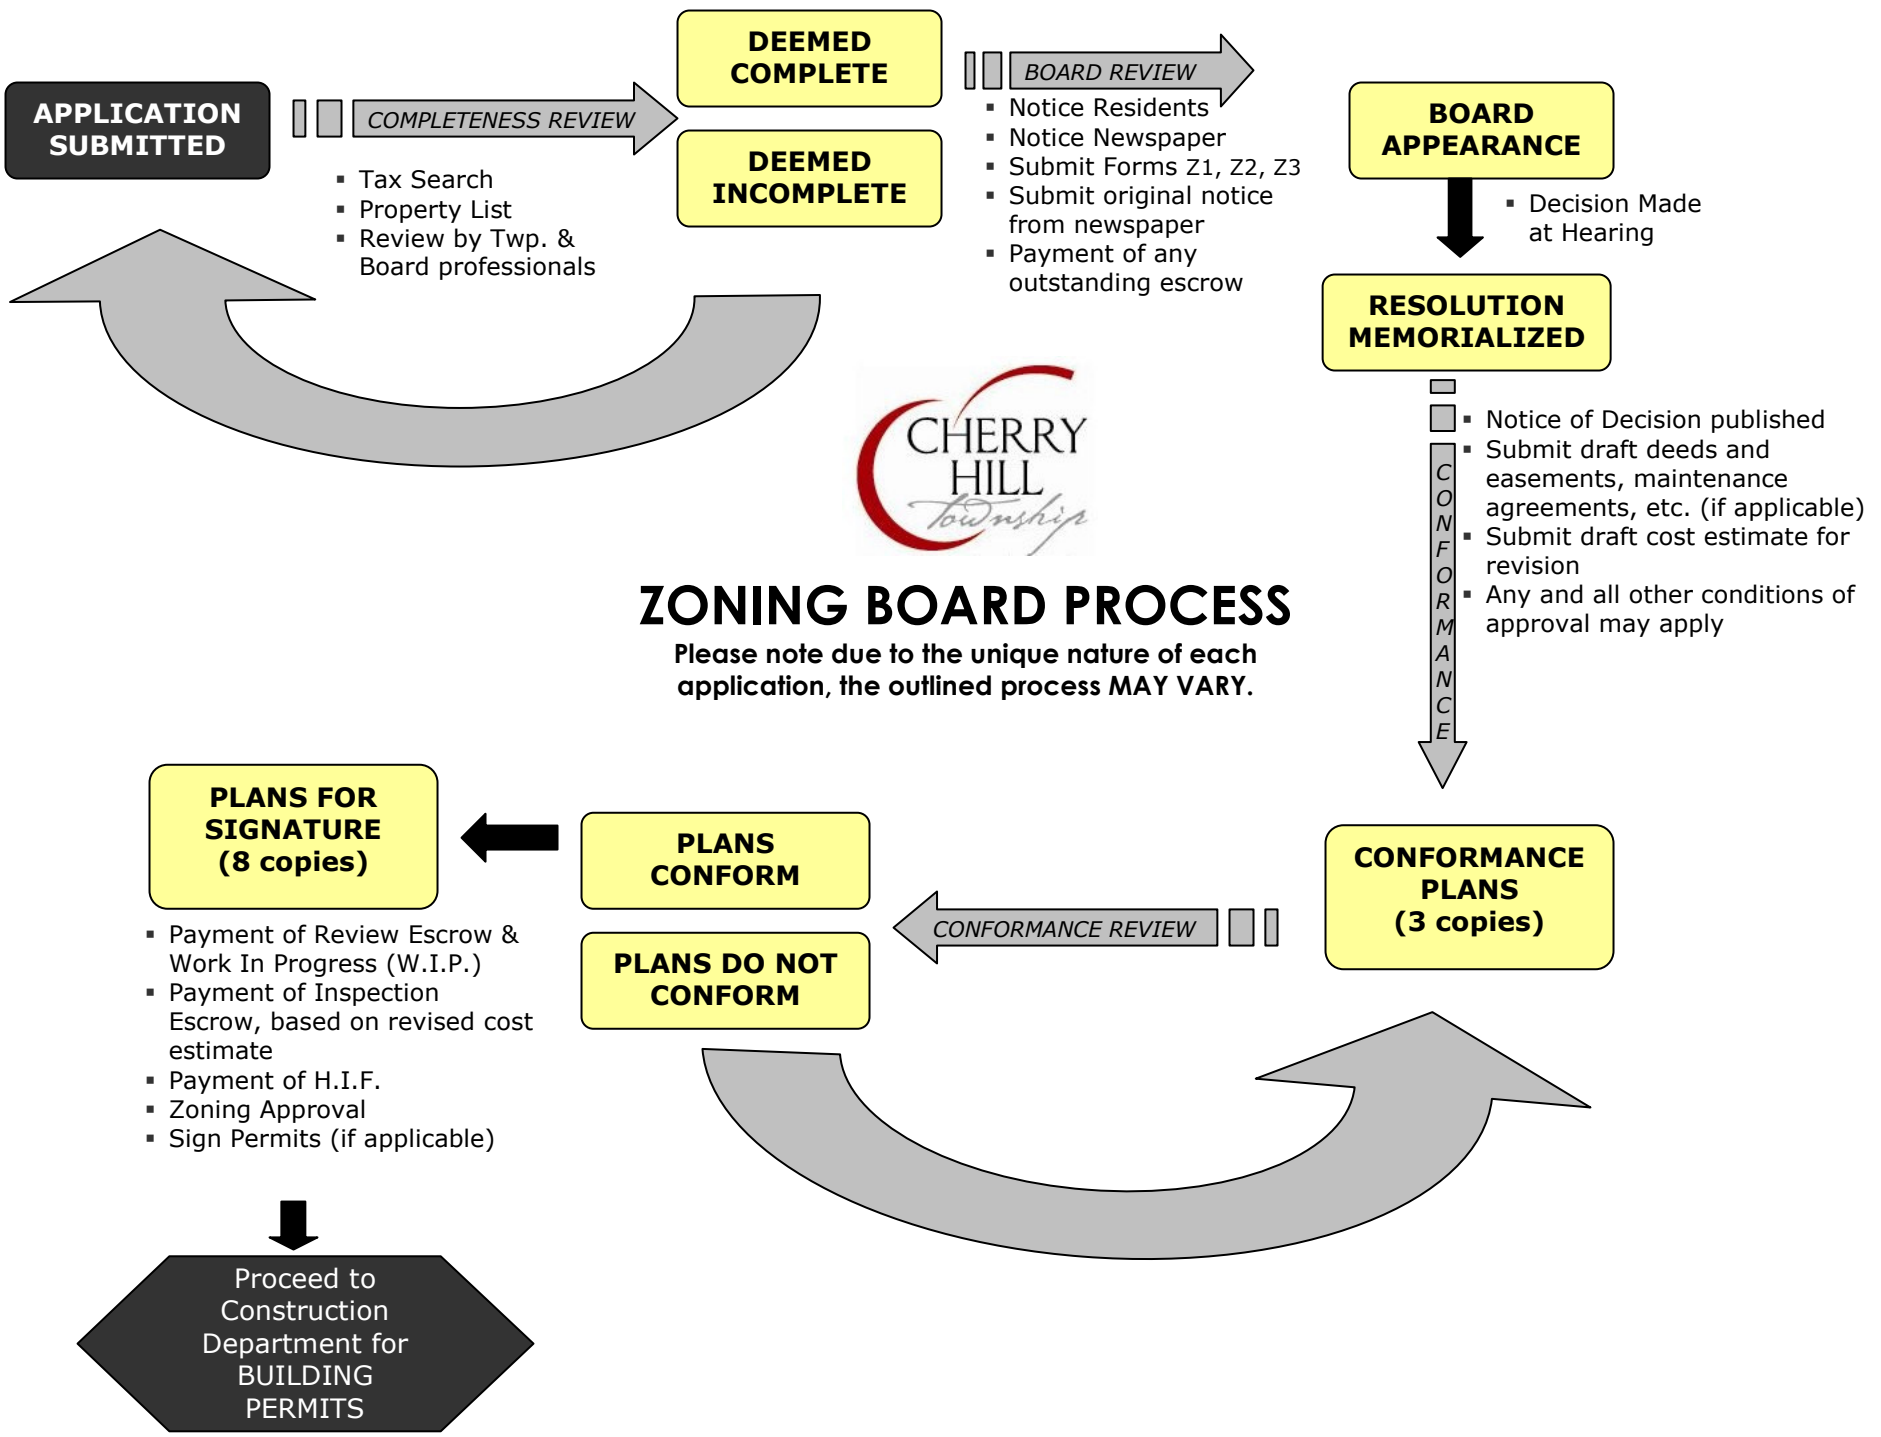 APPLICATION
SUBMITTED
COMPLETENESS REVIEW
▪ Tax Search
▪ Property List
▪ Review by Twp. &
Board professionals
DEEMED
COMPLETE
DEEMED
INCOMPLETE
BOARD REVIEW
▪ Notice Residents
▪ Notice Newspaper
▪ Submit Forms Z1, Z2, Z3
▪ Submit original notice
from newspaper
▪ Payment of any
outstanding escrow
BOARD
APPEARANCE
▪ Decision Made
at Hearing
RESOLUTION
MEMORIALIZED
CONFORMANCE
▪ Notice of Decision published
▪ Submit draft deeds and
easements, maintenance
agreements, etc. (if applicable)
▪ Submit draft cost estimate for
revision
▪ Any and all other conditions of
approval may apply
CHERRY
HILL
Township
ZONING BOARD PROCESS
Please note due to the unique nature of each
application, the outlined process MAY VARY.
CONFORMANCE
PLANS
(3 copies)
CONFORMANCE REVIEW
PLANS
CONFORM
PLANS DO NOT
CONFORM
PLANS FOR
SIGNATURE
(8 copies)
▪ Payment of Review Escrow &
Work In Progress (W.I.P.)
▪ Payment of Inspection
Escrow, based on revised cost
estimate
▪ Payment of H.I.F.
▪ Zoning Approval
▪ Sign Permits (if applicable)
Proceed to
Construction
Department for
BUILDING
PERMITS